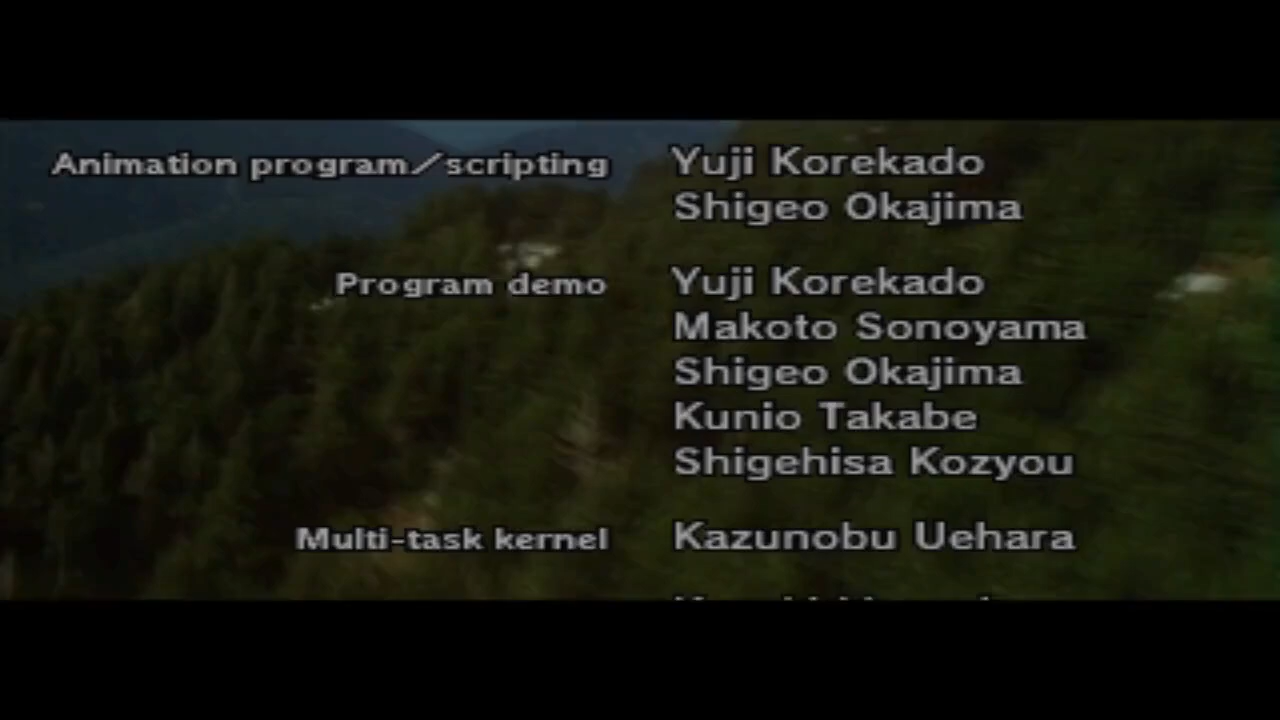 Animation program／scripting Yuji Korekado
Shigeo Okajima
Program demo Yuji Korekado
Makoto Sonoyama
Shigeo Okajima
Kunio Takabe
Shigehisa Kozyou
Multi-task kernel Kazunobu Uehara